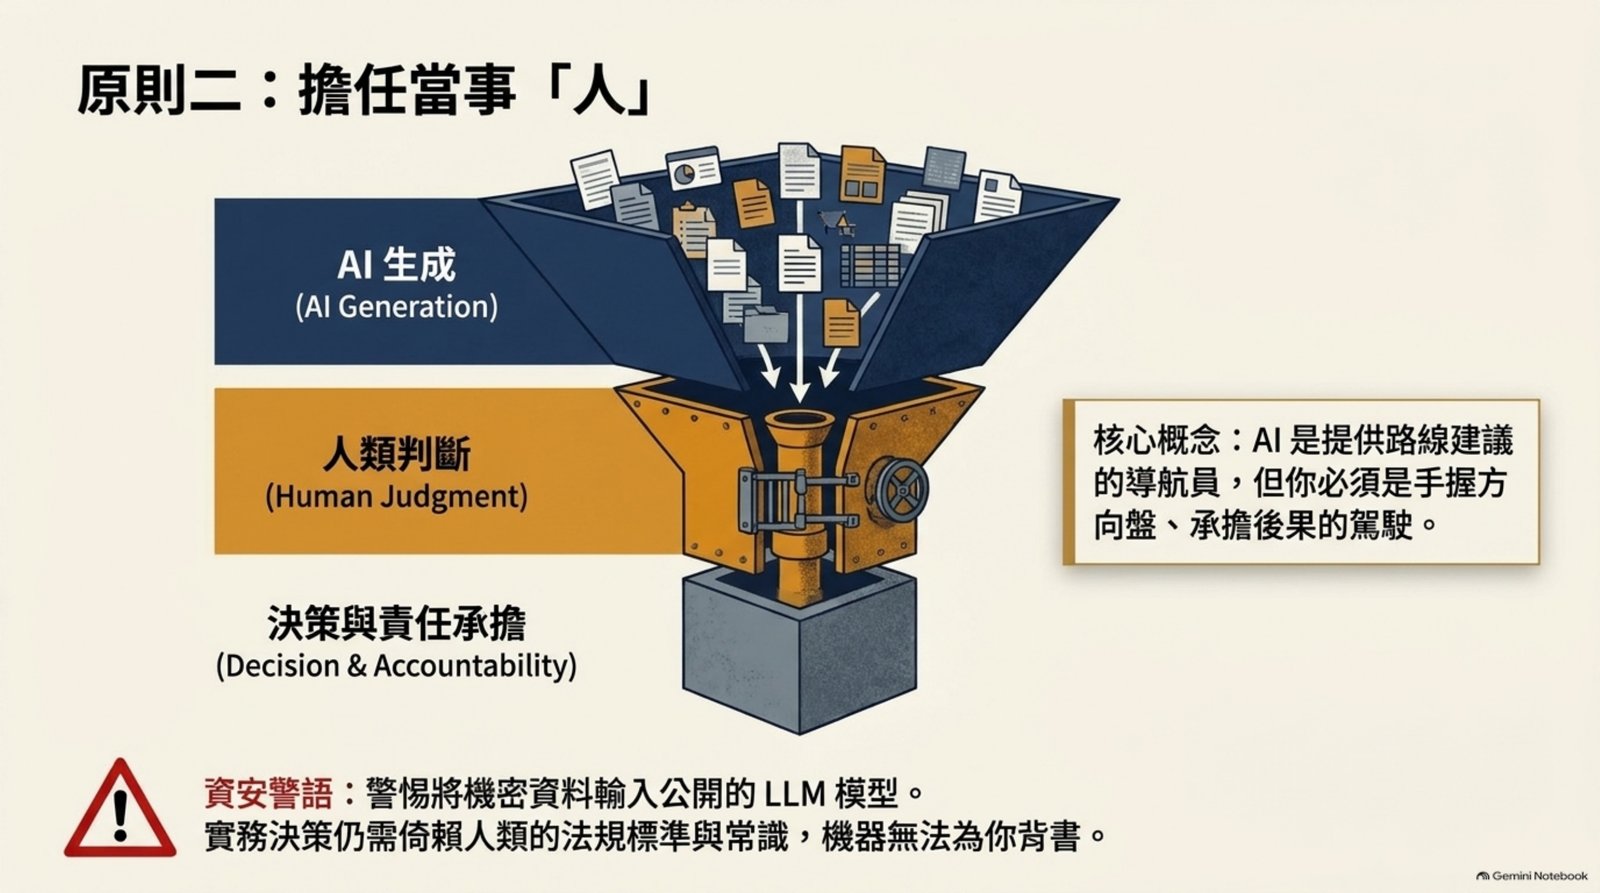 原則二：擔任當事「人」
AI 生成
(AI Generation)
人類判斷
(Human Judgment)
決策與責任承擔
(Decision & Accountability)
核心概念：AI 是提供路線建議
的導航員，但你必須是手握方
向盤、承擔後果的駕駛。
資安警語：警惕將機密資料輸入公開的 LLM 模型。
實務決策仍需倚賴人類的法規標準與常識，機器無法為你背書。
Gemini Notebook